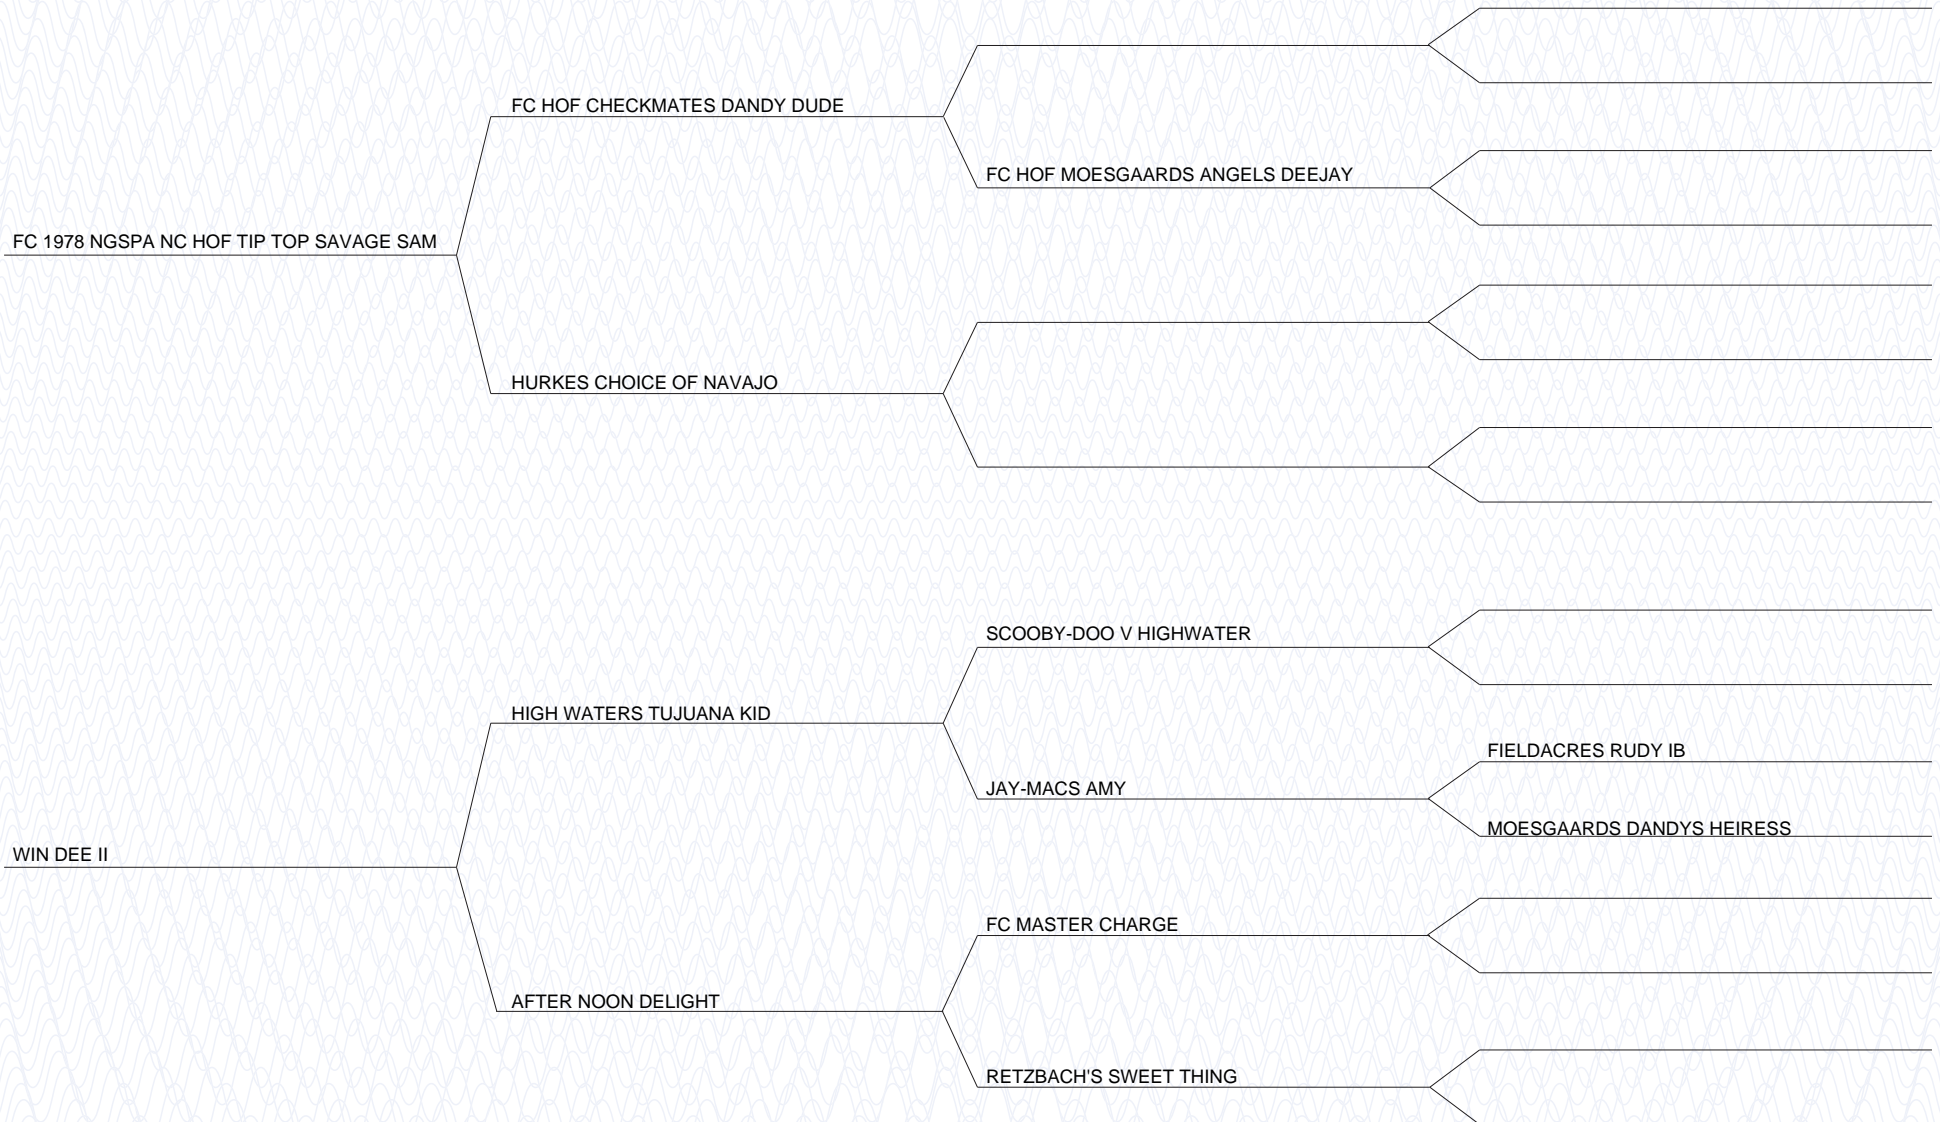 FC HOF CHECKMATES DANDY DUDE
FC HOF MOESGAARDS ANGELS DEEJAY
FC 1978 NGSPA NC HOF TIP TOP SAVAGE SAM
HURKES CHOICE OF NAVAJO
SCOOBY-DOO V HIGHWATER
HIGH WATERS TUJUANA KID
FIELDACRES RUDY IB
JAY-MACS AMY
MOESGAARDS DANDYS HEIRESS
WIN DEE II
FC MASTER CHARGE
AFTER NOON DELIGHT
RETZBACH'S SWEET THING